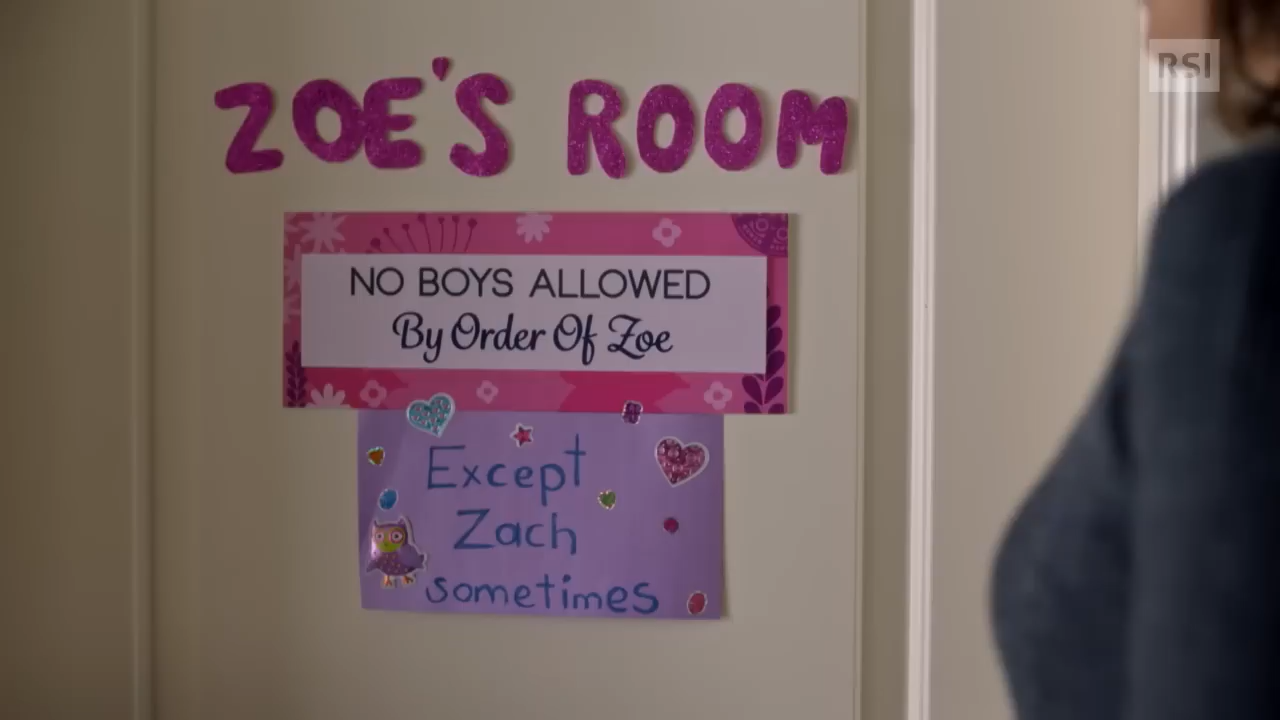 RSI
ZOE'S ROOM
NO BOYS ALLOWED
By Order Of Zoe
Except
Zach
sometimes